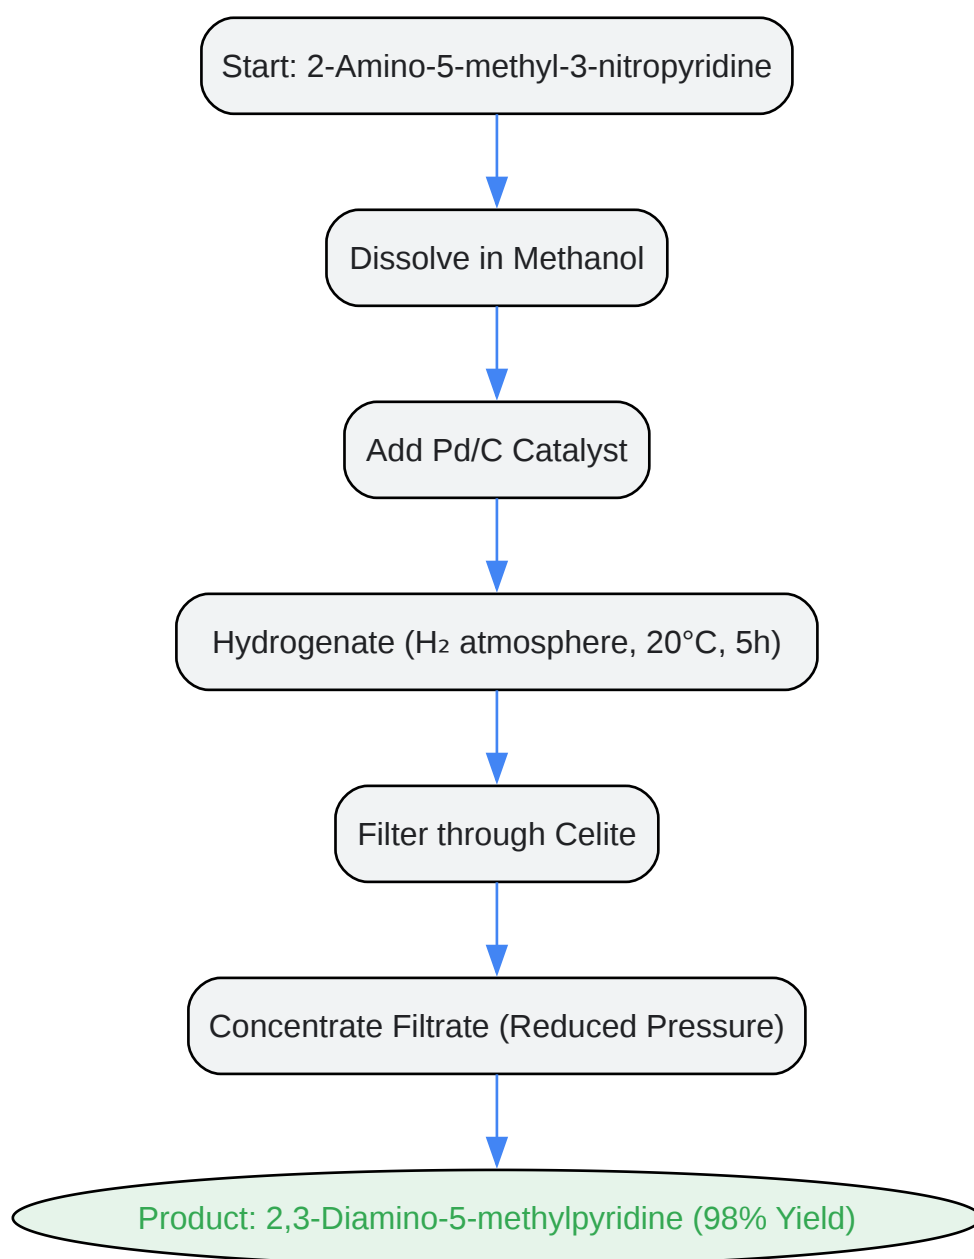 Start: 2-Amino-5-methyl-3-nitropyridine
Dissolve in Methanol
Add Pd/C Catalyst
Hydrogenate (H₂ atmosphere, 20°C, 5h)
Filter through Celite
Concentrate Filtrate (Reduced Pressure)
Product: 2,3-Diamino-5-methylpyridine (98% Yield)